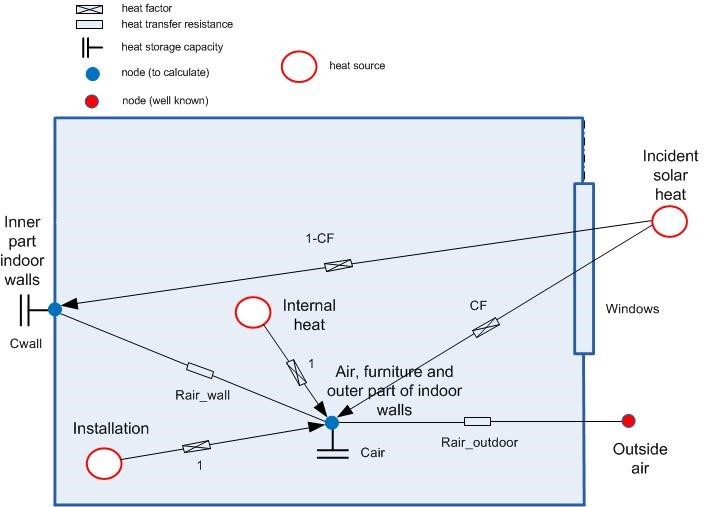 heat factor
heat transfer resistance
heat storage capacity
node (to calculate)
heat source
node (well known)
Incident
solar
heat
Inner
part
indoor
walls
1-CF
Internal
heat
CF
Windows
Cwall
1
Air, furniture and
outer part of indoor
walls
Rair_wall
Installation
Rair_outdoor
Cair
1
Outside
air